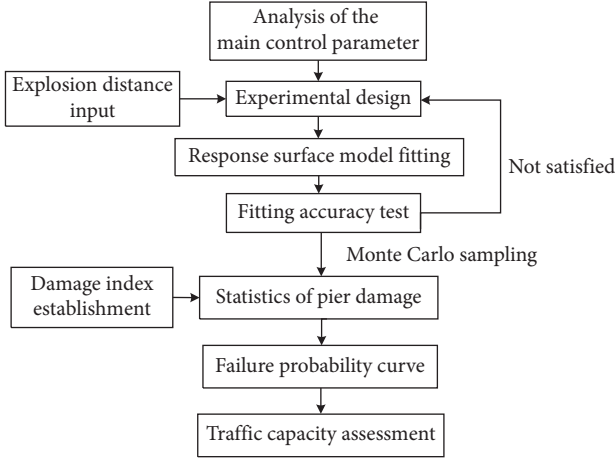 Analysis of the
main control parameter
Explosion distance
input
Experimental design
Response surface model fitting
Not satisfied
Fitting accuracy test
Monte Carlo sampling
Damage index
establishment
Statistics of pier damage
Failure probability curve
Traffic capacity assessment